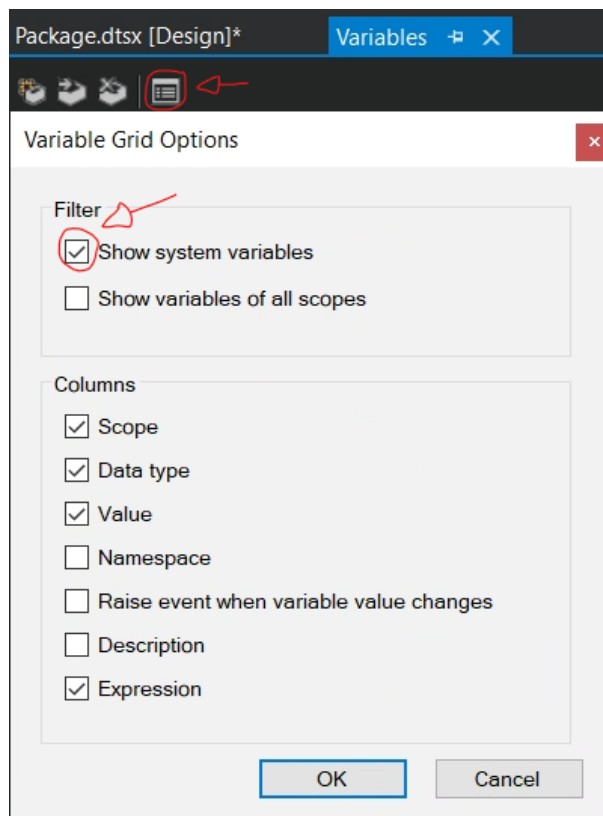 Package.dtsx [Design]* Variables
Variable Grid Options
Filter
Show system variables
Show variables of all scopes
Columns
Scope
Data type
Value
Namespace
Raise event when variable value changes
Description
Expression
OK Cancel